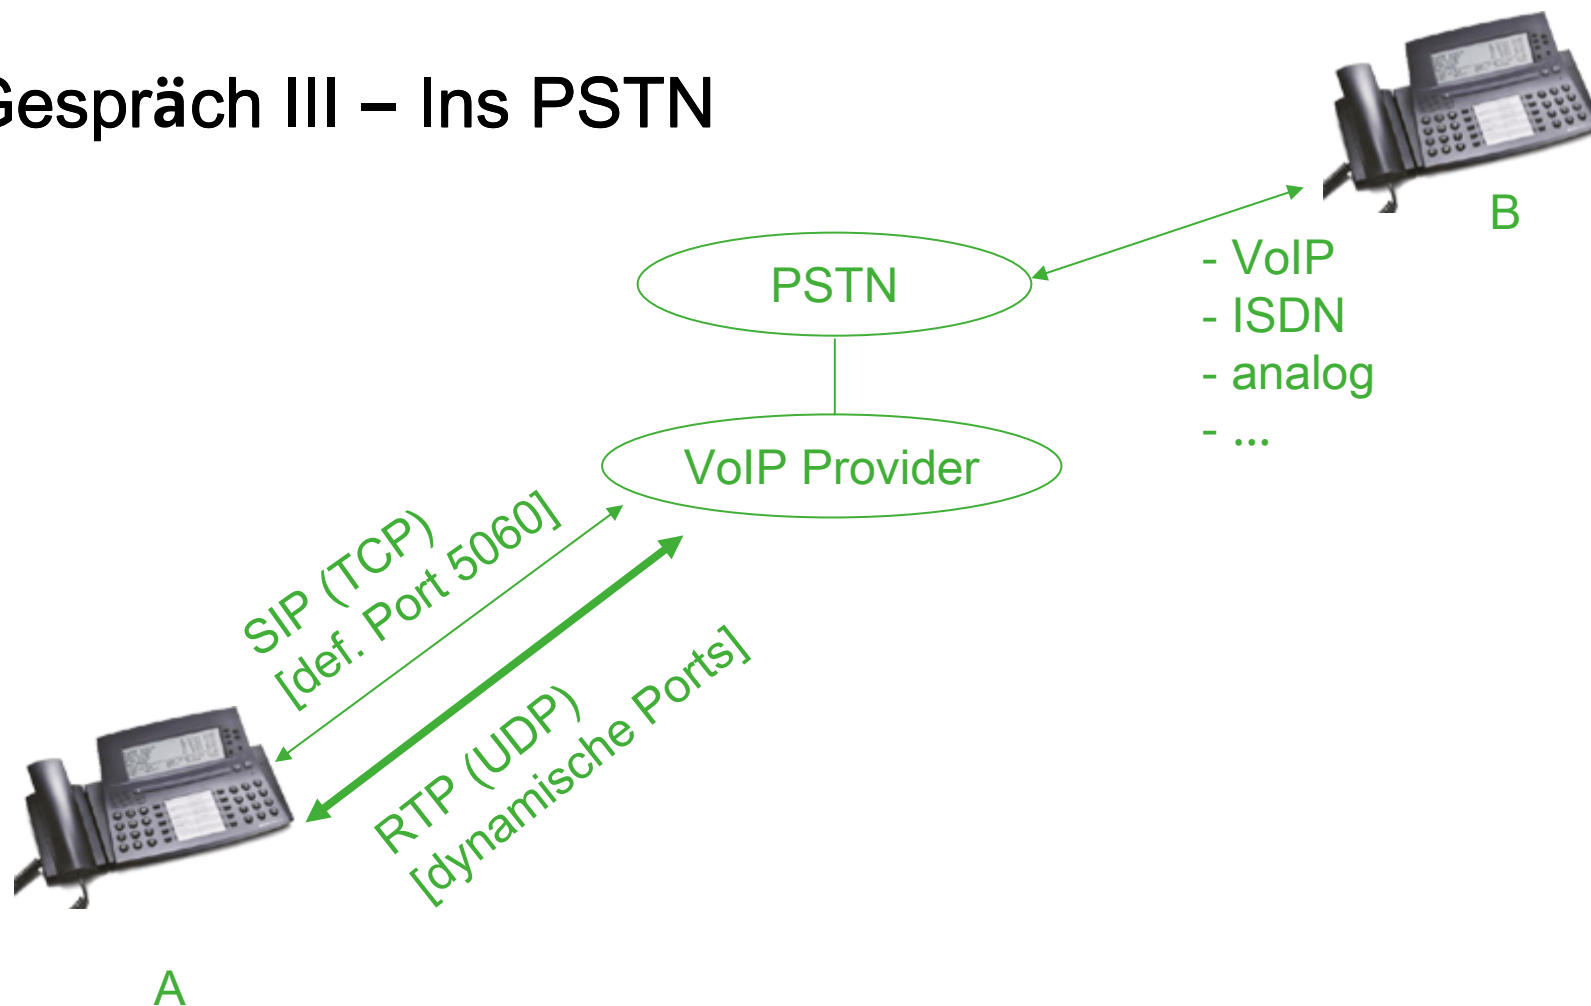 Gespräch III – Ins PSTN
B
PSTN
- VoIP
- ISDN
- analog
- ...
VoIP Provider
SIP (TCP)
[def. Port 5060]
RTP (UDP)
[dynamische Ports]
A